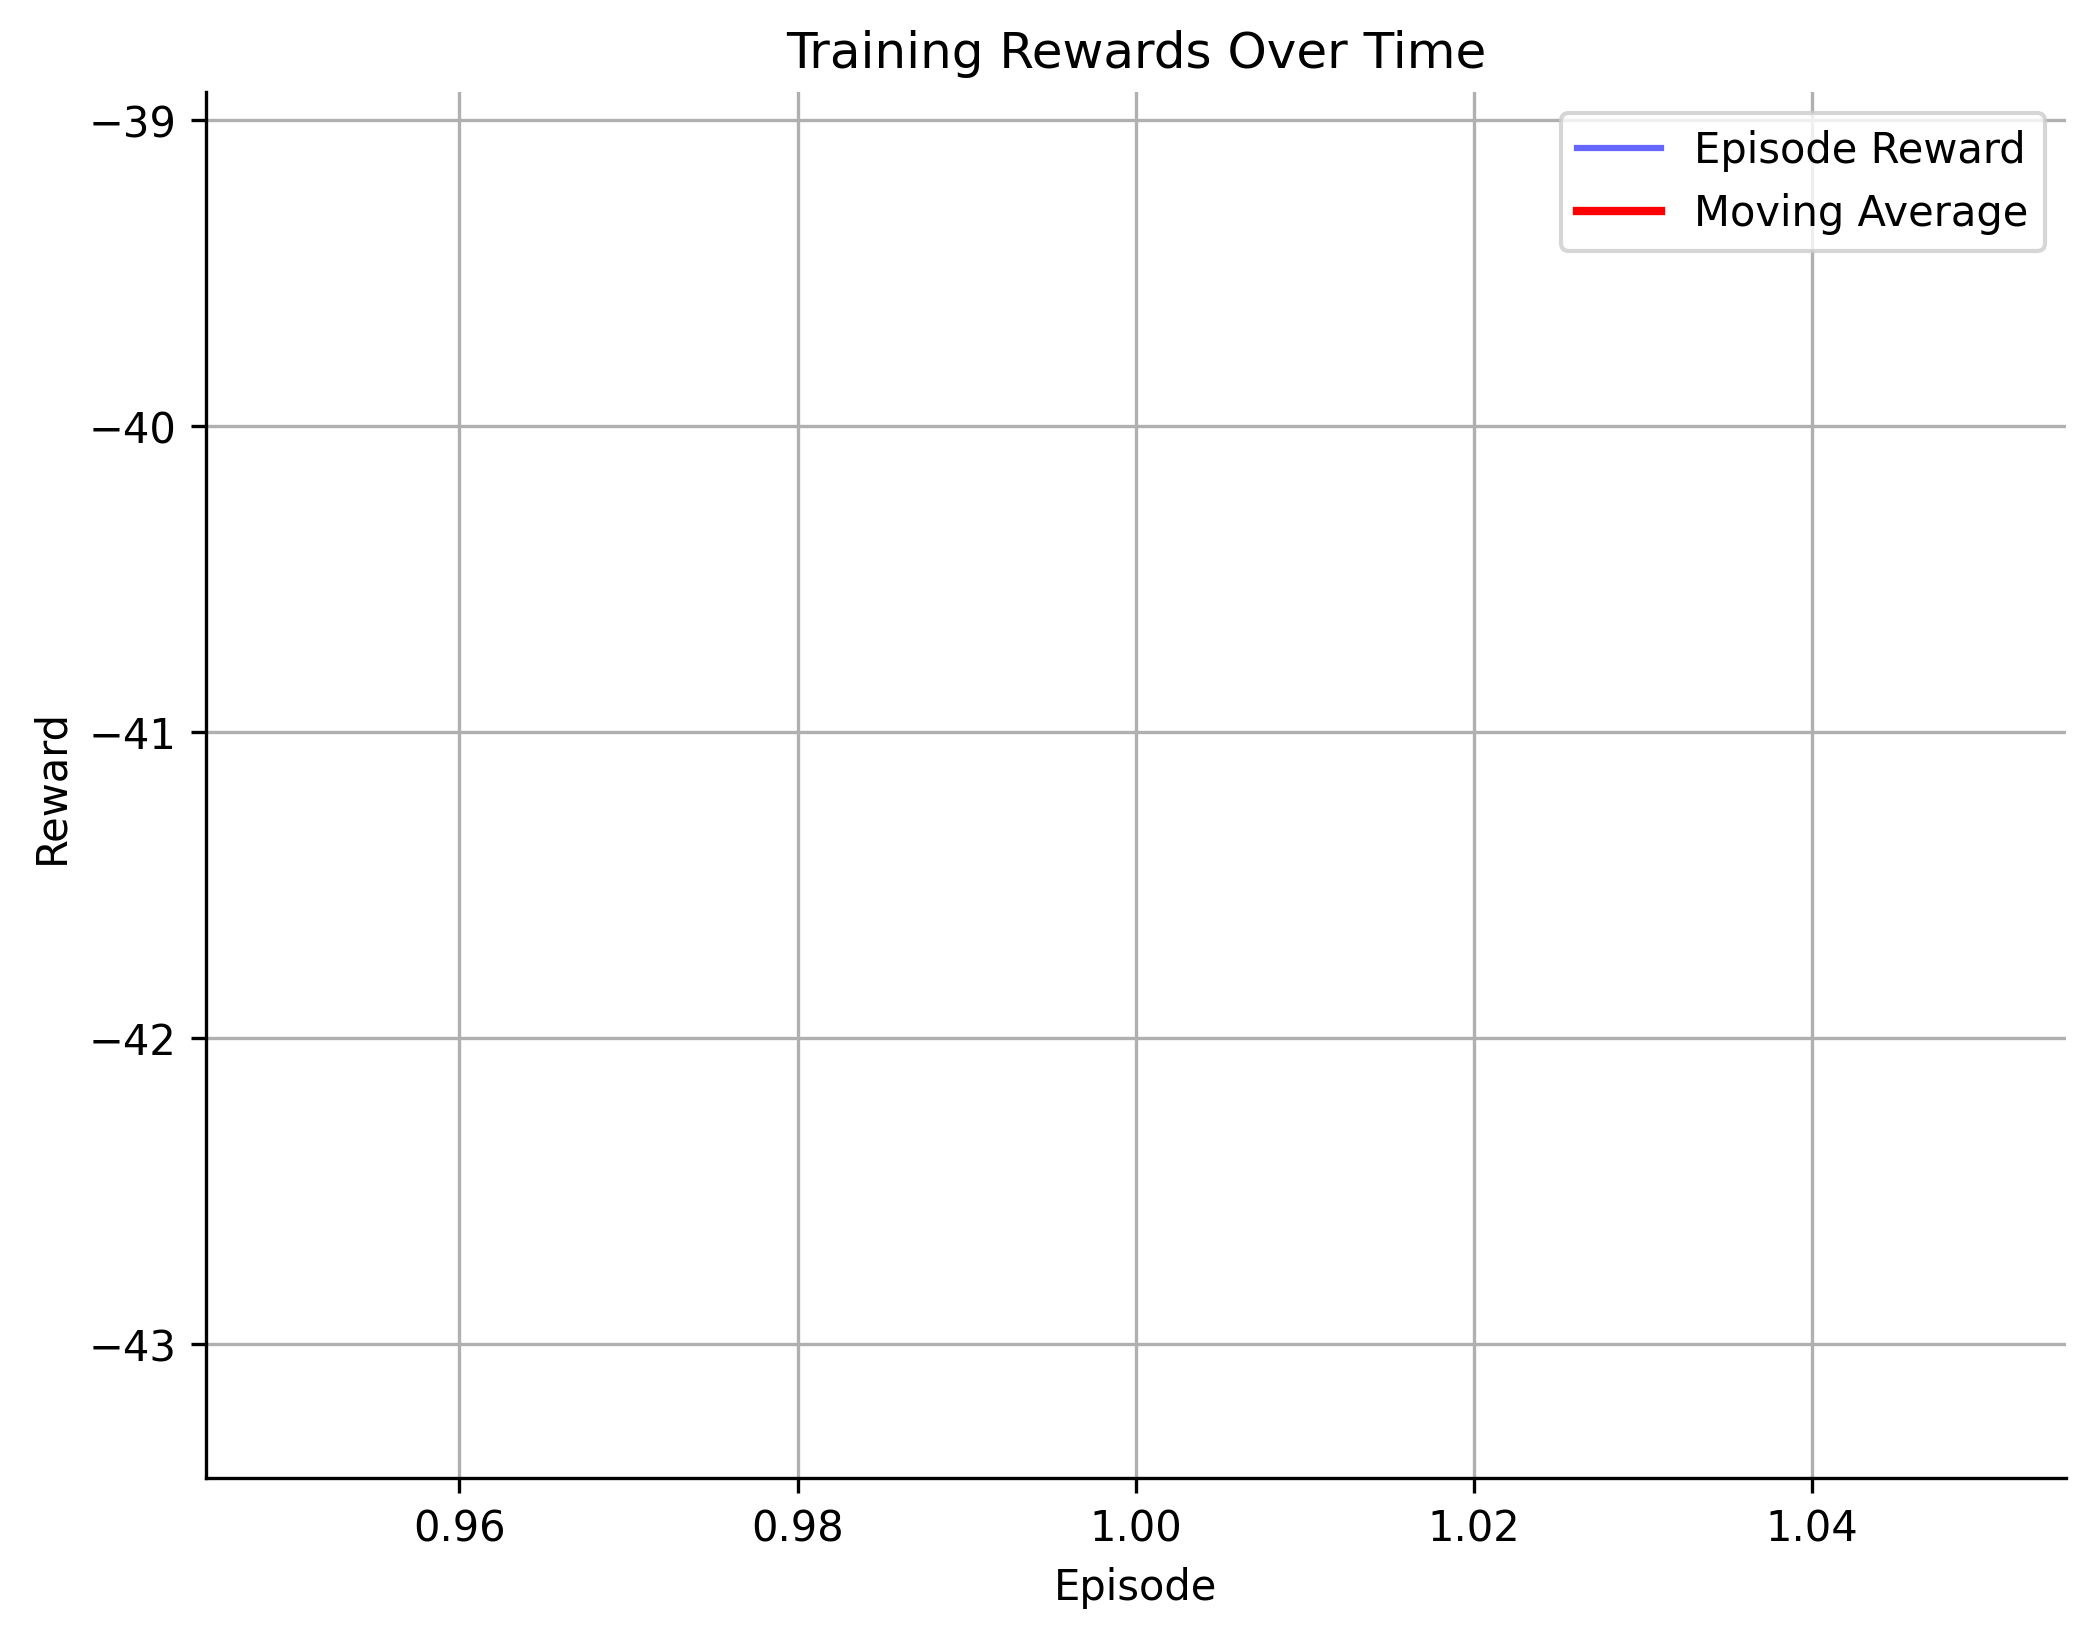 Training Rewards Over Time
Episode Reward
Moving Average
−39
−40
−41
−42
−43
Reward
0.96 0.98 1.00 1.02 1.04
Episode